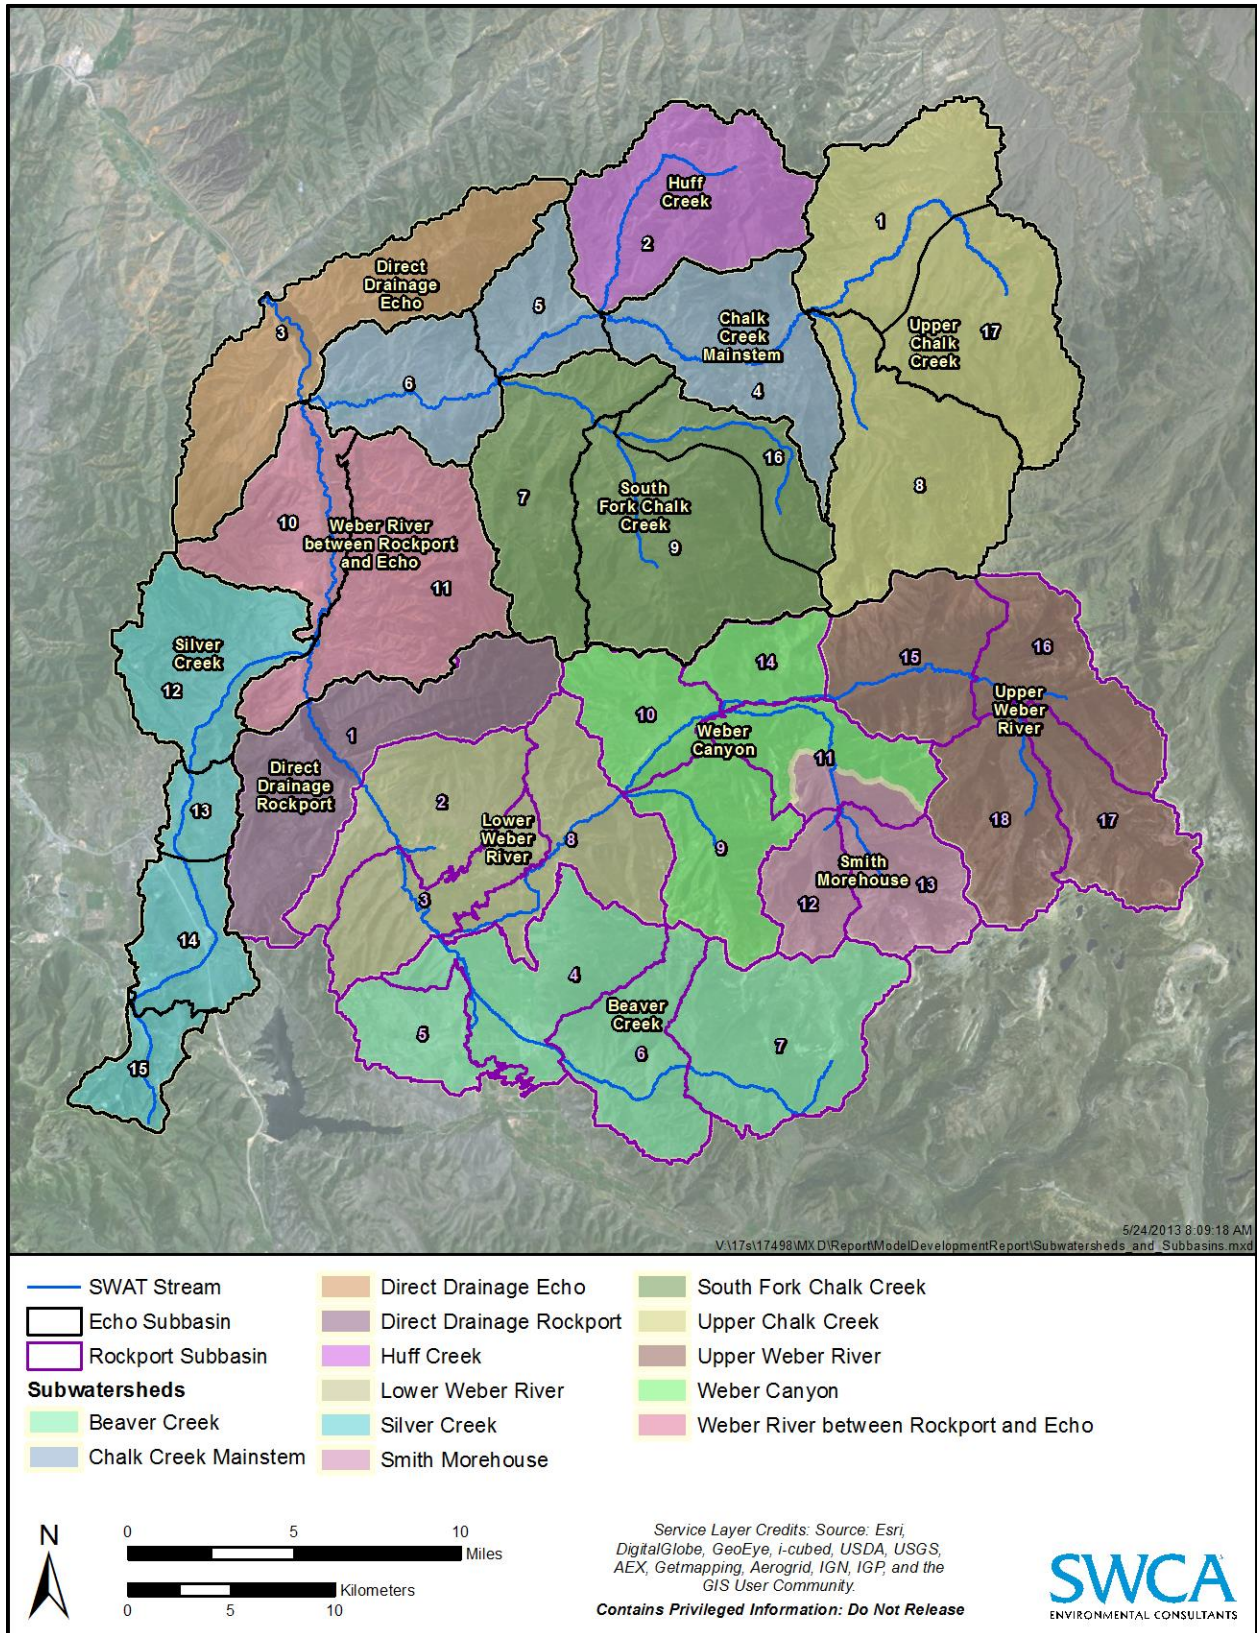 Huff
Creek
1
2
Direct
Drainage
Echo
5
3
Chalk
Creek
Mainstem
Upper
Chalk
Creek
17
6
4
16
7
South
Fork Chalk
Creek
8
10
Weber River
between Rockport
and Echo
9
11
Silver
Creek
12
14
15
16
10
Upper
Weber
River
1
Weber
Canyon
11
Direct
Drainage
Rockport
2
13
Lower
Weber
River
8
18
17
9
Smith
Morehouse
3
12
13
14
4
Beaver
Creek
5
6
7
15
5/24/2013 8:09:18 AM
V:\17s\17498\MXD\Report\ModelDevelopmentReport\Subwatersheds_and_Subbasins.mxd
SWAT Stream
Echo Subbasin
Rockport Subbasin
Subwatersheds
Beaver Creek
Chalk Creek Mainstem
Direct Drainage Echo
Direct Drainage Rockport
Huff Creek
Lower Weber River
Silver Creek
Smith Morehouse
South Fork Chalk Creek
Upper Chalk Creek
Upper Weber River
Weber Canyon
Weber River between Rockport and Echo
N
0 5 10
Miles
Kilometers
0 5 10
Service Layer Credits: Source: Esri,
DigitalGlobe, GeoEye, i-cubed, USDA, USGS,
AEX, Getmapping, Aerogrid, IGN, IGP, and the
GIS User Community.
Contains Privileged Information: Do Not Release
SWCA
ENVIRONMENTAL CONSULTANTS